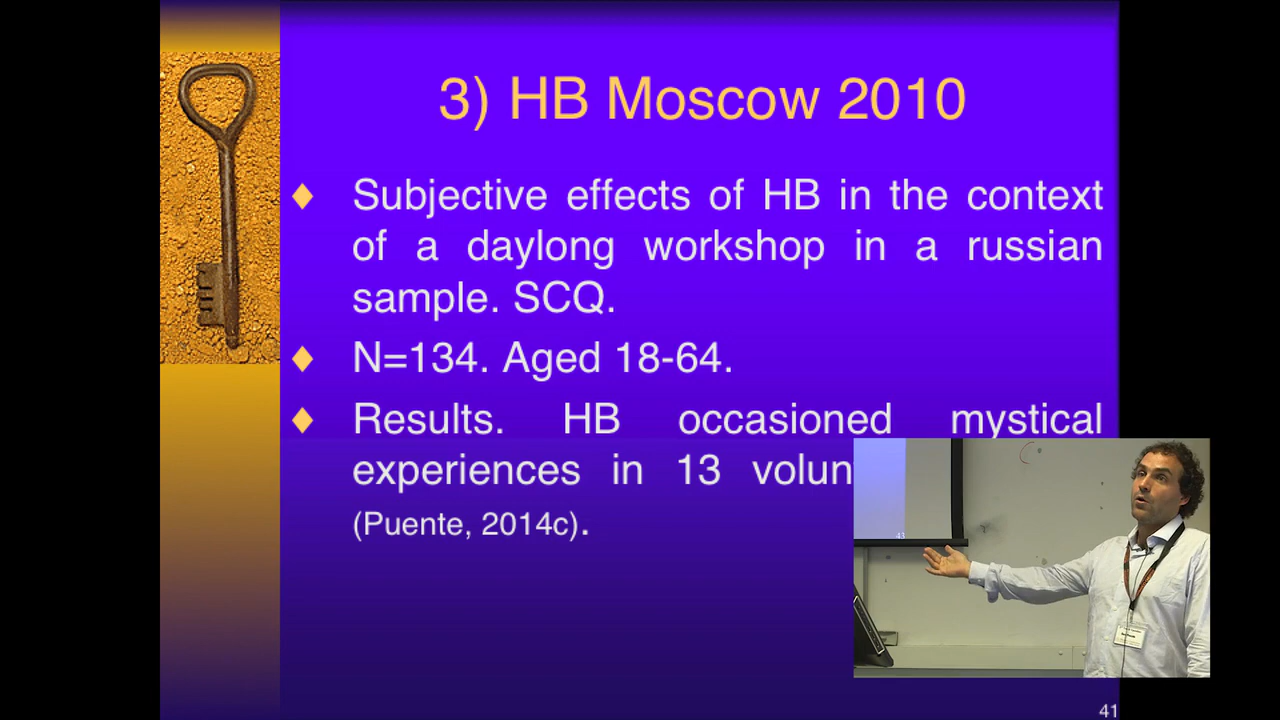 3) HB Moscow 2010
Subjective effects of HB in the context
of a daylong workshop in a russian
sample. SCQ.
N=134. Aged 18-64.
Results. HB occasioned mystical
experiences in 13
(Puente, 2014c).
43
41